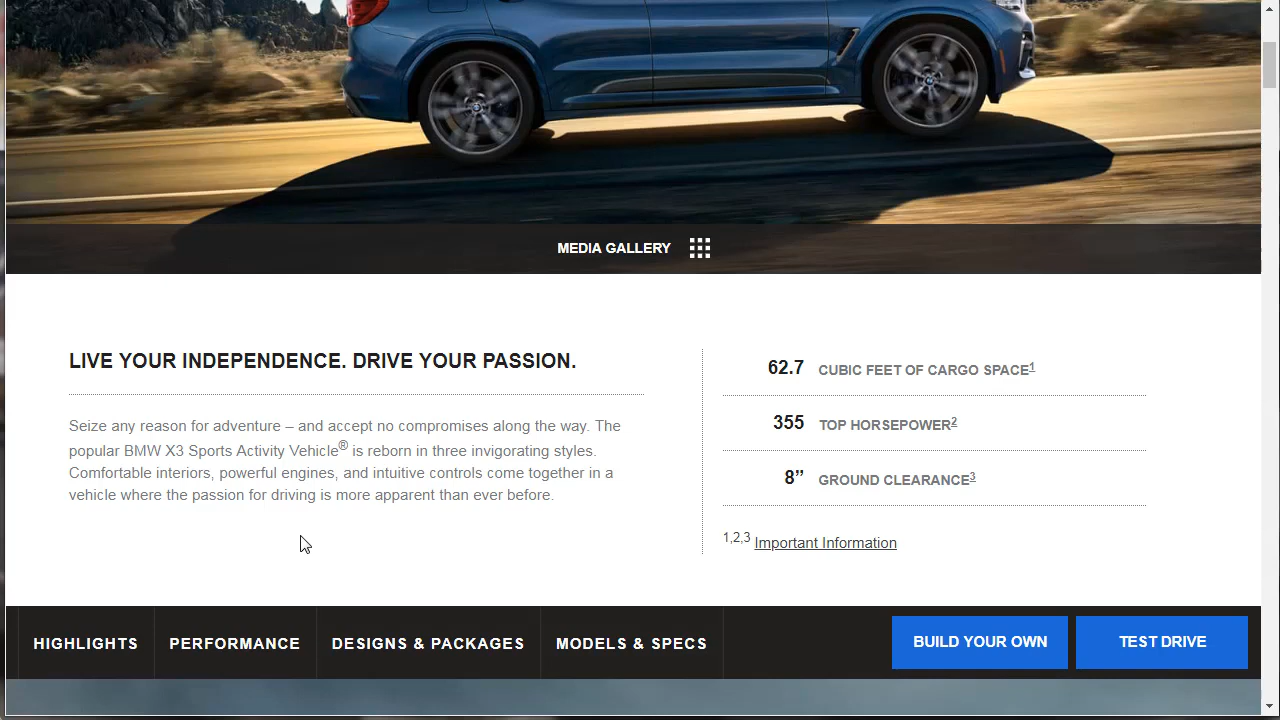 MEDIA GALLERY
LIVE YOUR INDEPENDENCE. DRIVE YOUR PASSION.
Seize any reason for adventure – and accept no compromises along the way. The
popular BMW X3 Sports Activity Vehicle® is reborn in three invigorating styles.
Comfortable interiors, powerful engines, and intuitive controls come together in a
vehicle where the passion for driving is more apparent than ever before.
62.7 CUBIC FEET OF CARGO SPACE1
355 TOP HORSEPOWER2
8” GROUND CLEARANCE3
1,2,3 Important Information
HIGHLIGHTS PERFORMANCE DESIGNS & PACKAGES MODELS & SPECS BUILD YOUR OWN TEST DRIVE